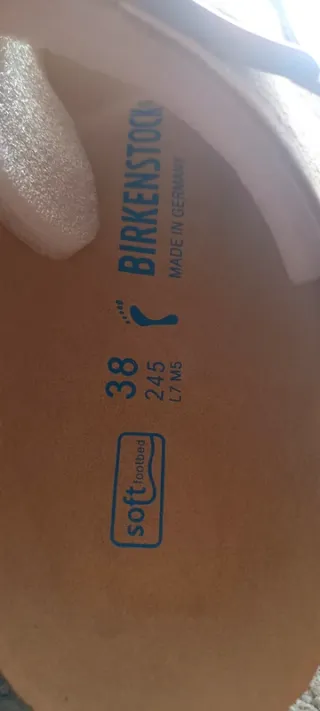 BIRKENSTOCK®
MADE IN GERMANY
38
245
L7 M5
soft footbed